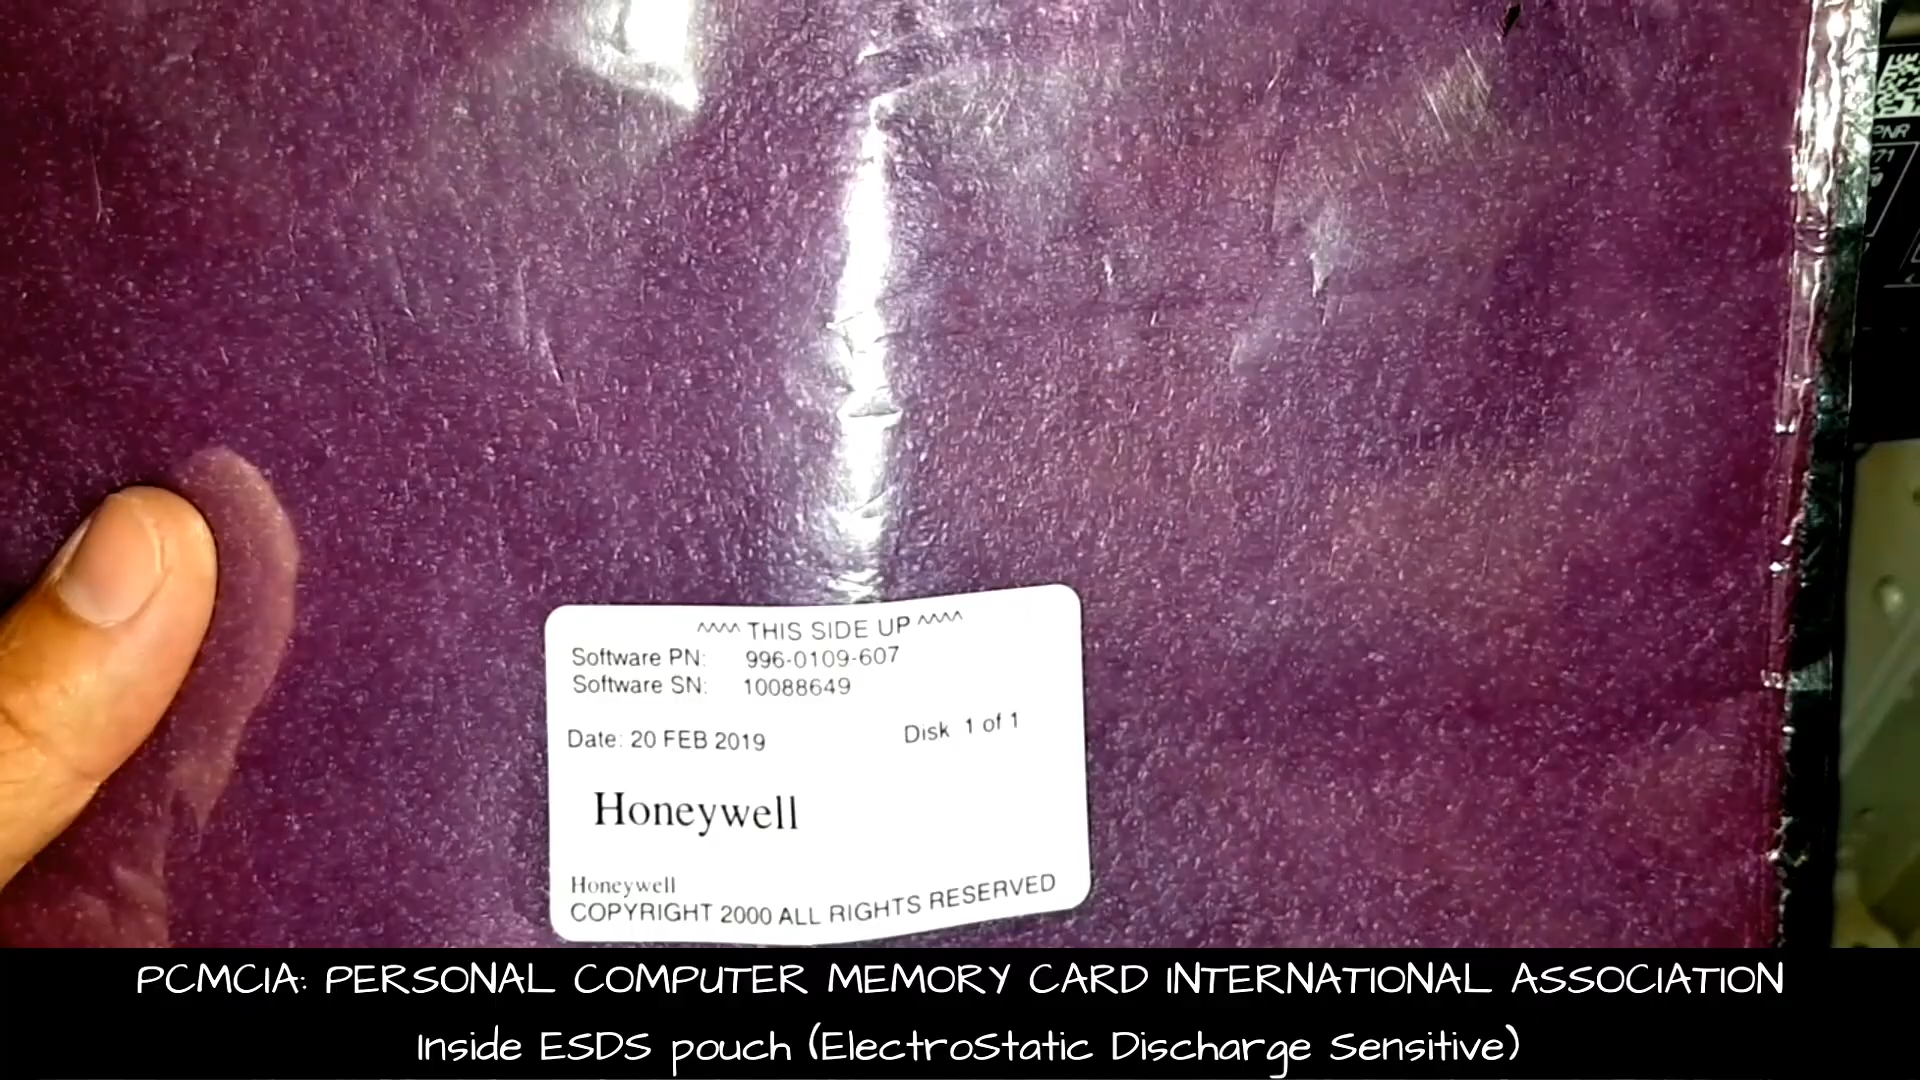 ^^^^ THIS SIDE UP ^^^^
Software PN: 996-0109-607
Software SN: 10088649
Date: 20 FEB 2019 Disk 1 of 1
Honeywell
Honeywell
COPYRIGHT 2000 ALL RIGHTS RESERVED
PNR
71
PCMCIA: PERSONAL COMPUTER MEMORY CARD INTERNATIONAL ASSOCIATION
Inside ESDS pouch (ElectroStatic Discharge Sensitive)